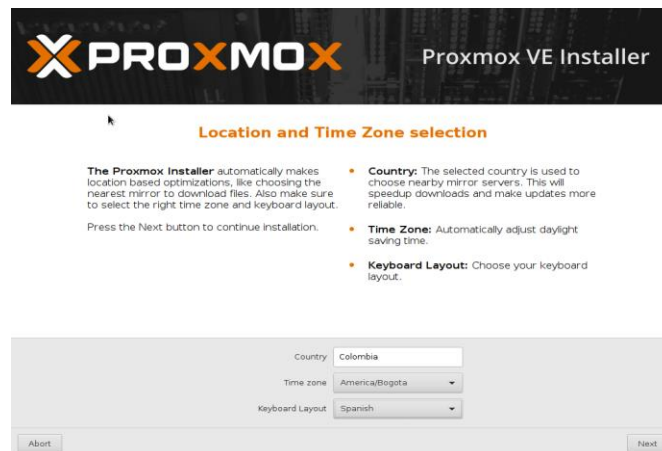 PROXMOX
Proxmox VE Installer
Location and Time Zone selection
The Proxmox Installer automatically makes
location based optimizations, like choosing the
nearest mirror to download files. Also make sure
to select the right time zone and keyboard layout.
Press the Next button to continue installation.
• Country: The selected country is used to
choose nearby mirror servers. This will
speedup downloads and make updates more
reliable.
• Time Zone: Automatically adjust daylight
saving time.
• Keyboard Layout: Choose your keyboard
layout.
Country Colombia
Time zone America/Bogota
Keyboard Layout Spanish
Abort
Next